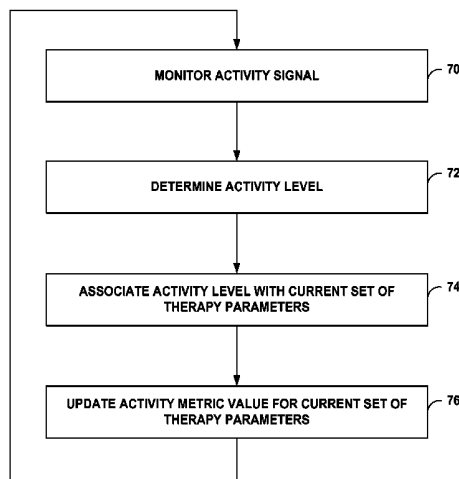 MONITOR ACTIVITY SIGNAL
70
DETERMINE ACTIVITY LEVEL
72
ASSOCIATE ACTIVITY LEVEL WITH CURRENT SET OF
THERAPY PARAMETERS
74
UPDATE ACTIVITY METRIC VALUE FOR CURRENT SET OF
THERAPY PARAMETERS
76